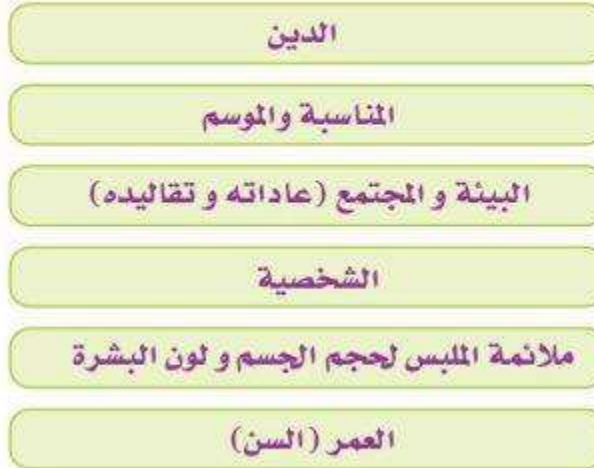 الدين
المناسبة والموسم
البيئة و المجتمع (عاداته و تقاليده)
الشخصية
ملائمة الملبس لحجم الجسم و لون البشرة
العمر (السن)